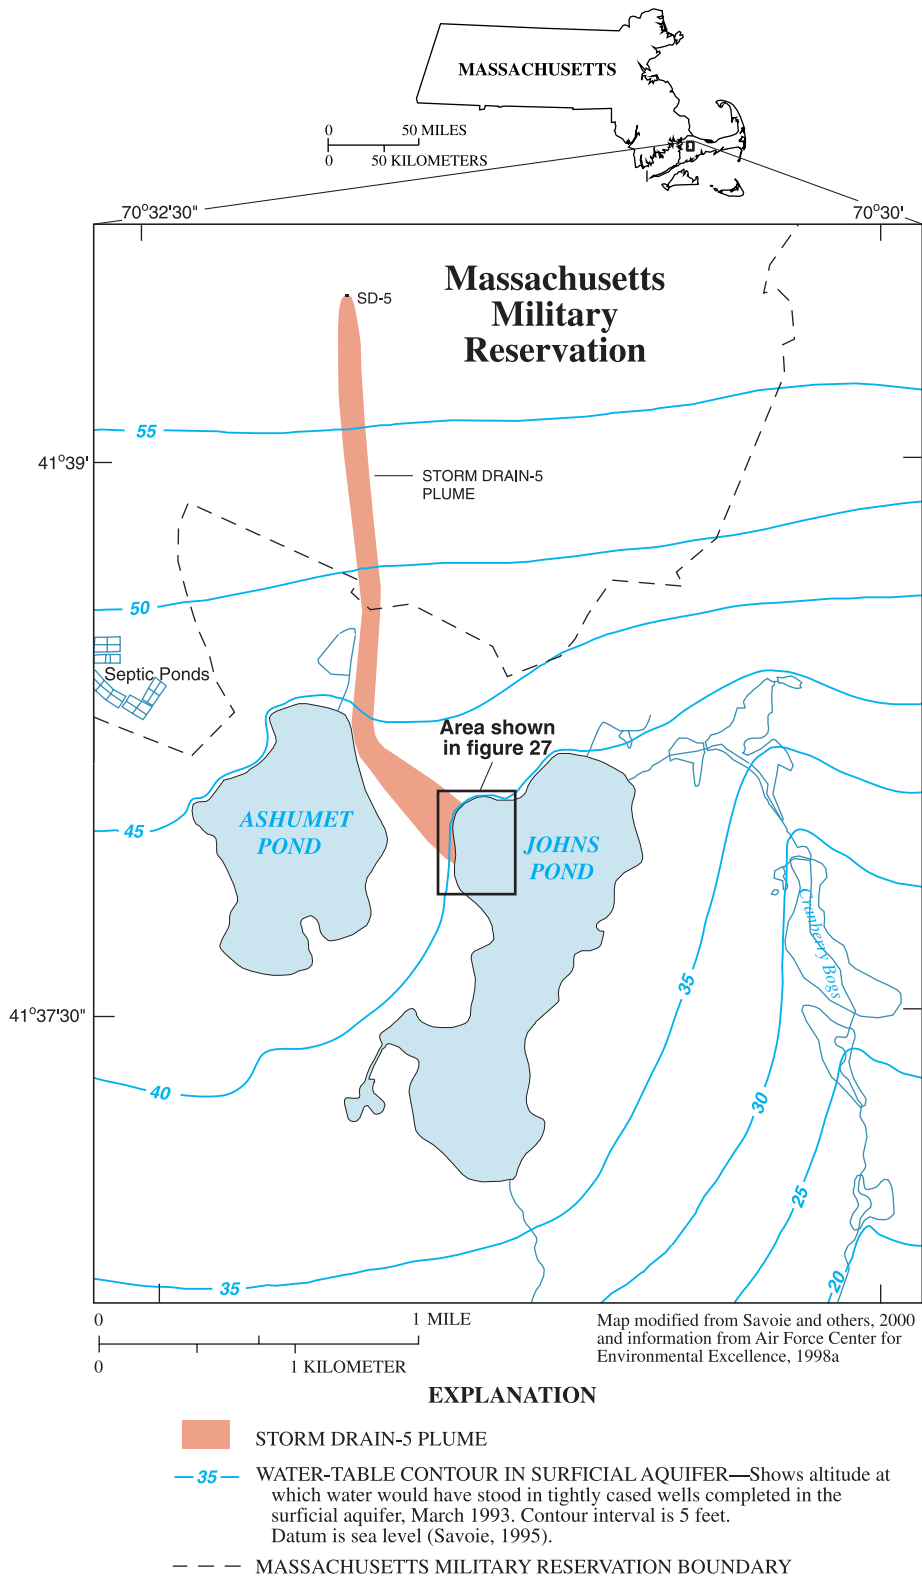 MASSACHUSETTS
0 50 MILES
0 50 KILOMETERS
70°32'30"
70°30'
SD-5
Massachusetts
Military
Reservation
55
41°39'
STORM DRAIN-5
PLUME
50
Septic Ponds
Area shown
in figure 27
45
ASHUMET
POND
JOHNS
POND
Cranberry Bogs
35
41°37'30"
40
30
25
35
20
0 1 MILE
0 1 KILOMETER
Map modified from Savoie and others, 2000
and information from Air Force Center for
Environmental Excellence, 1998a
EXPLANATION
STORM DRAIN-5 PLUME
35 WATER-TABLE CONTOUR IN SURFICIAL AQUIFER—Shows altitude at
which water would have stood in tightly cased wells completed in the
surficial aquifer, March 1993. Contour interval is 5 feet.
Datum is sea level (Savoie, 1995).
MASSACHUSETTS MILITARY RESERVATION BOUNDARY